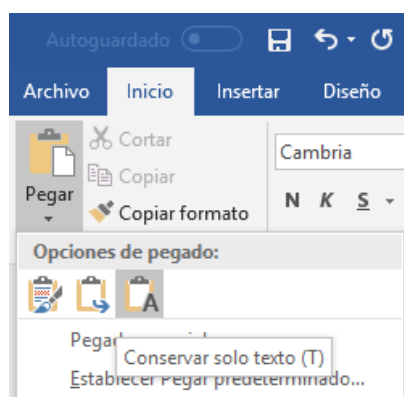 Autoguardado
Archivo Inicio Insertar Diseño
Cortar
Copiar
Copiar formato
Pegar
Cambria
N K S
Opciones de pegado:
A
Conservar solo texto (T)
Establecer Pegar predeterminado...